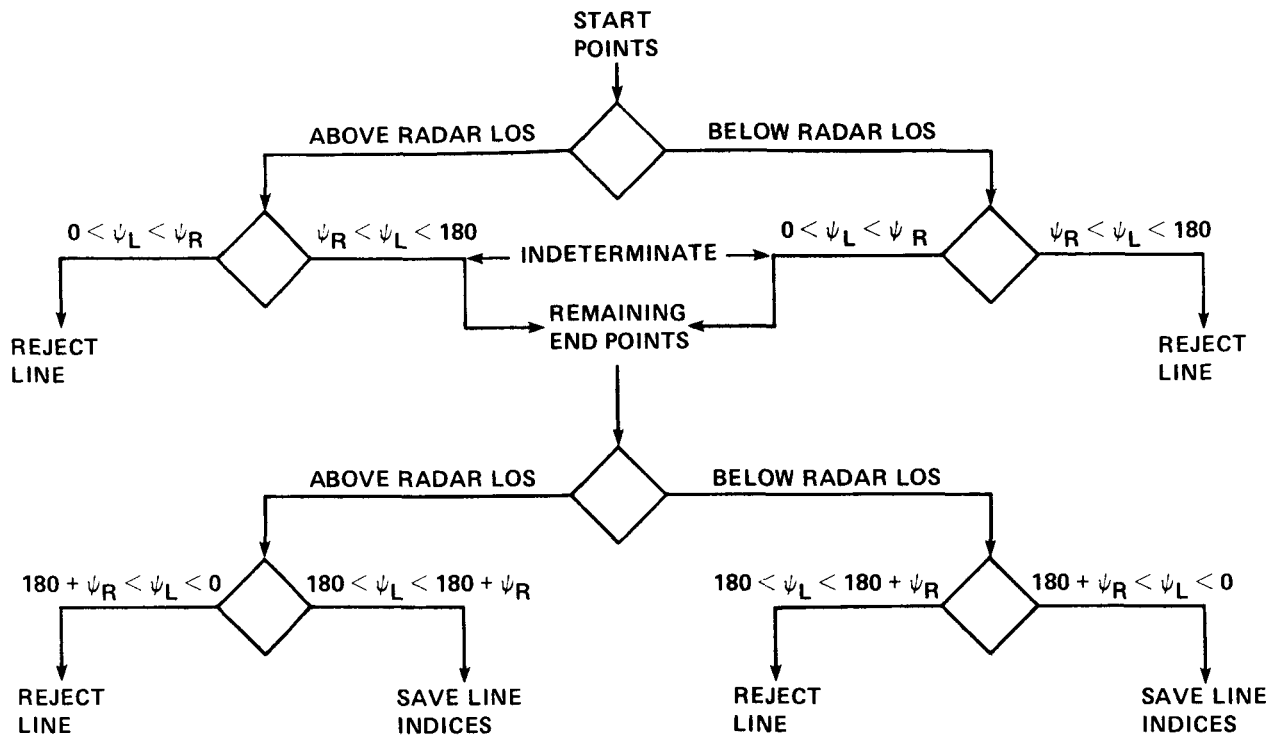 START
POINTS
ABOVE RADAR LOS
BELOW RADAR LOS
0 < ψL < ψR
ψR < ψL < 180
INDETERMINATE
0 < ψL < ψR
ψR < ψL < 180
REMAINING
END POINTS
REJECT
LINE
REJECT
LINE
ABOVE RADAR LOS
BELOW RADAR LOS
180 + ψR < ψL < 0
180 < ψL < 180 + ψR
180 < ψL < 180 + ψR
180 + ψR < ψL < 0
REJECT
LINE
SAVE LINE
INDICES
REJECT
LINE
SAVE LINE
INDICES